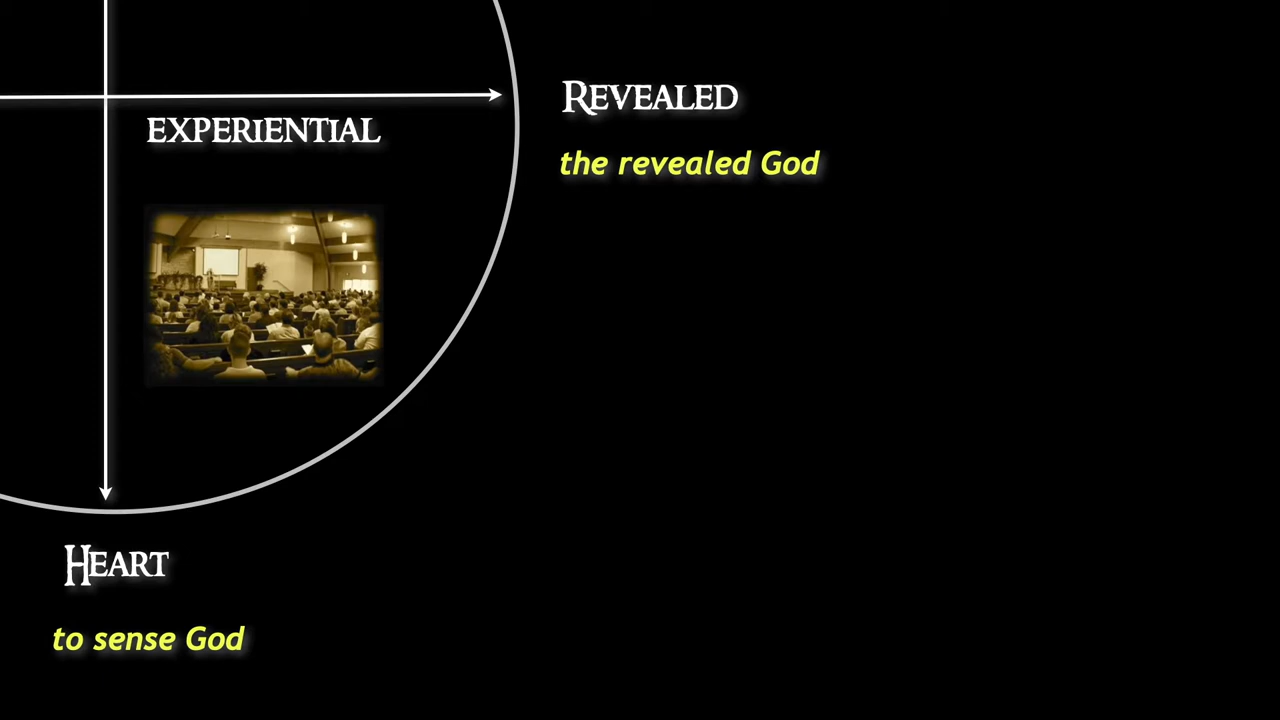 REVEALED
EXPERIENTIAL
the revealed God
HEART
to sense God